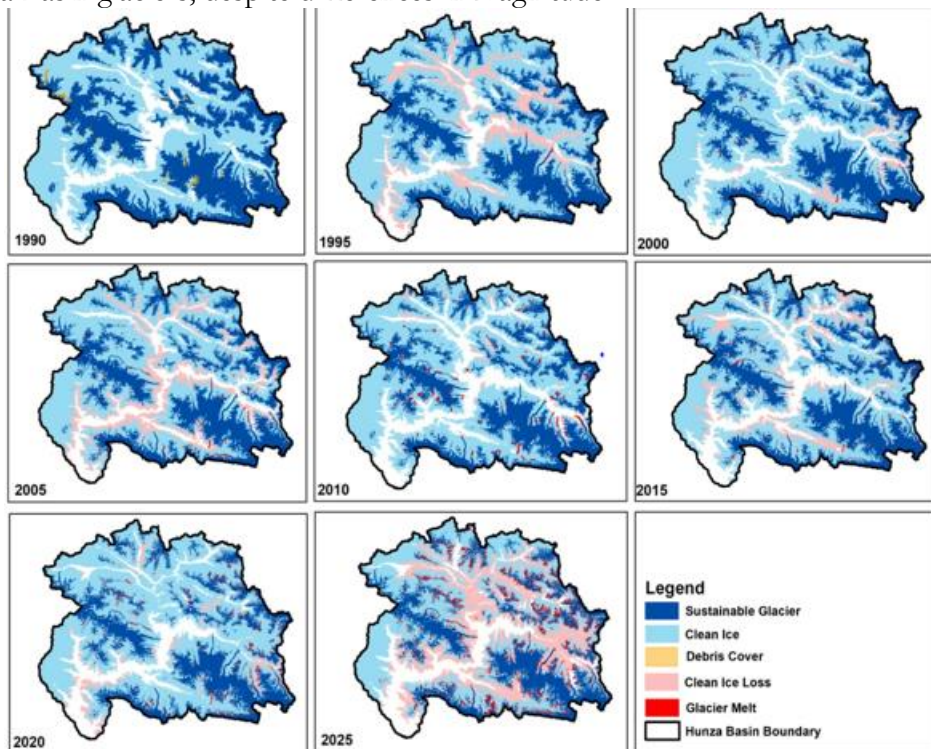 1990
1995
2000
2005
2010
2015
2020
2025
Legend
Sustainable Glacier
Clean Ice
Debris Cover
Clean Ice Loss
Glacier Melt
Hunza Basin Boundary